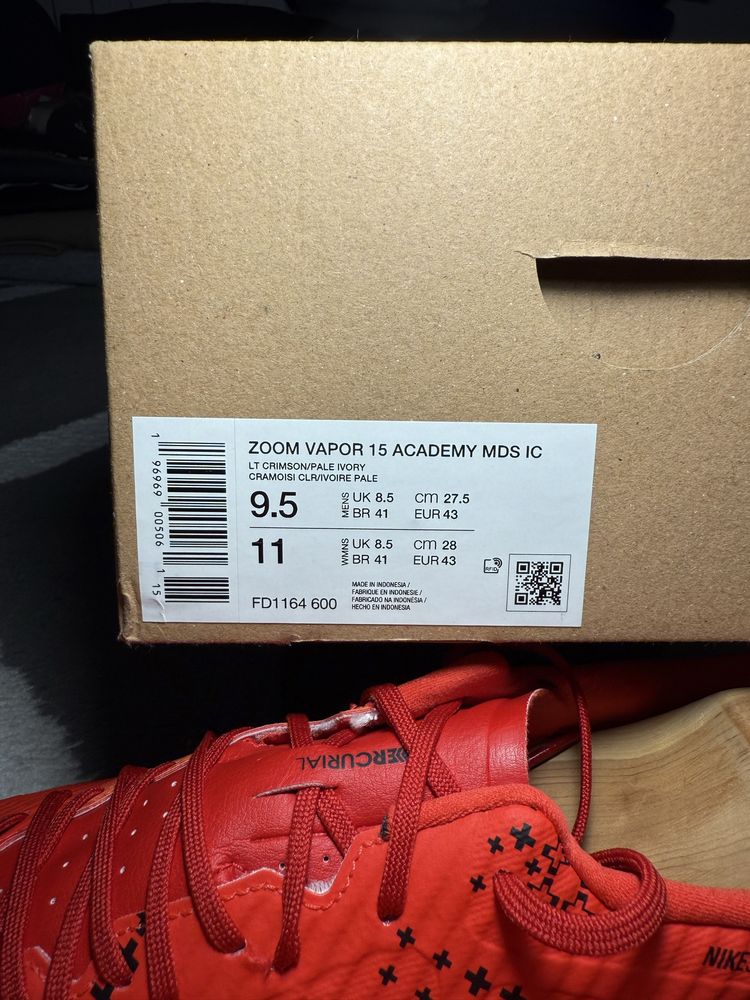 ZOOM VAPOR 15 ACADEMY MDS IC
LT CRIMSON/PALE IVORY
CRAMOISI CLR/IVOIRE PALE
9.5 MENS UK 8.5 cm 27.5
BR 41 EUR 43
11 WMNS UK 8.5 cm 28
BR 41 EUR 43
RFID
FD1164 600
MADE IN INDONESIA /
FABRIQUE EN INDONESIE /
FABRICADO NA INDONÉSIA /
HECHO EN INDONESIA
1 96969 00506 1 15
MERCURIAL
NIKE